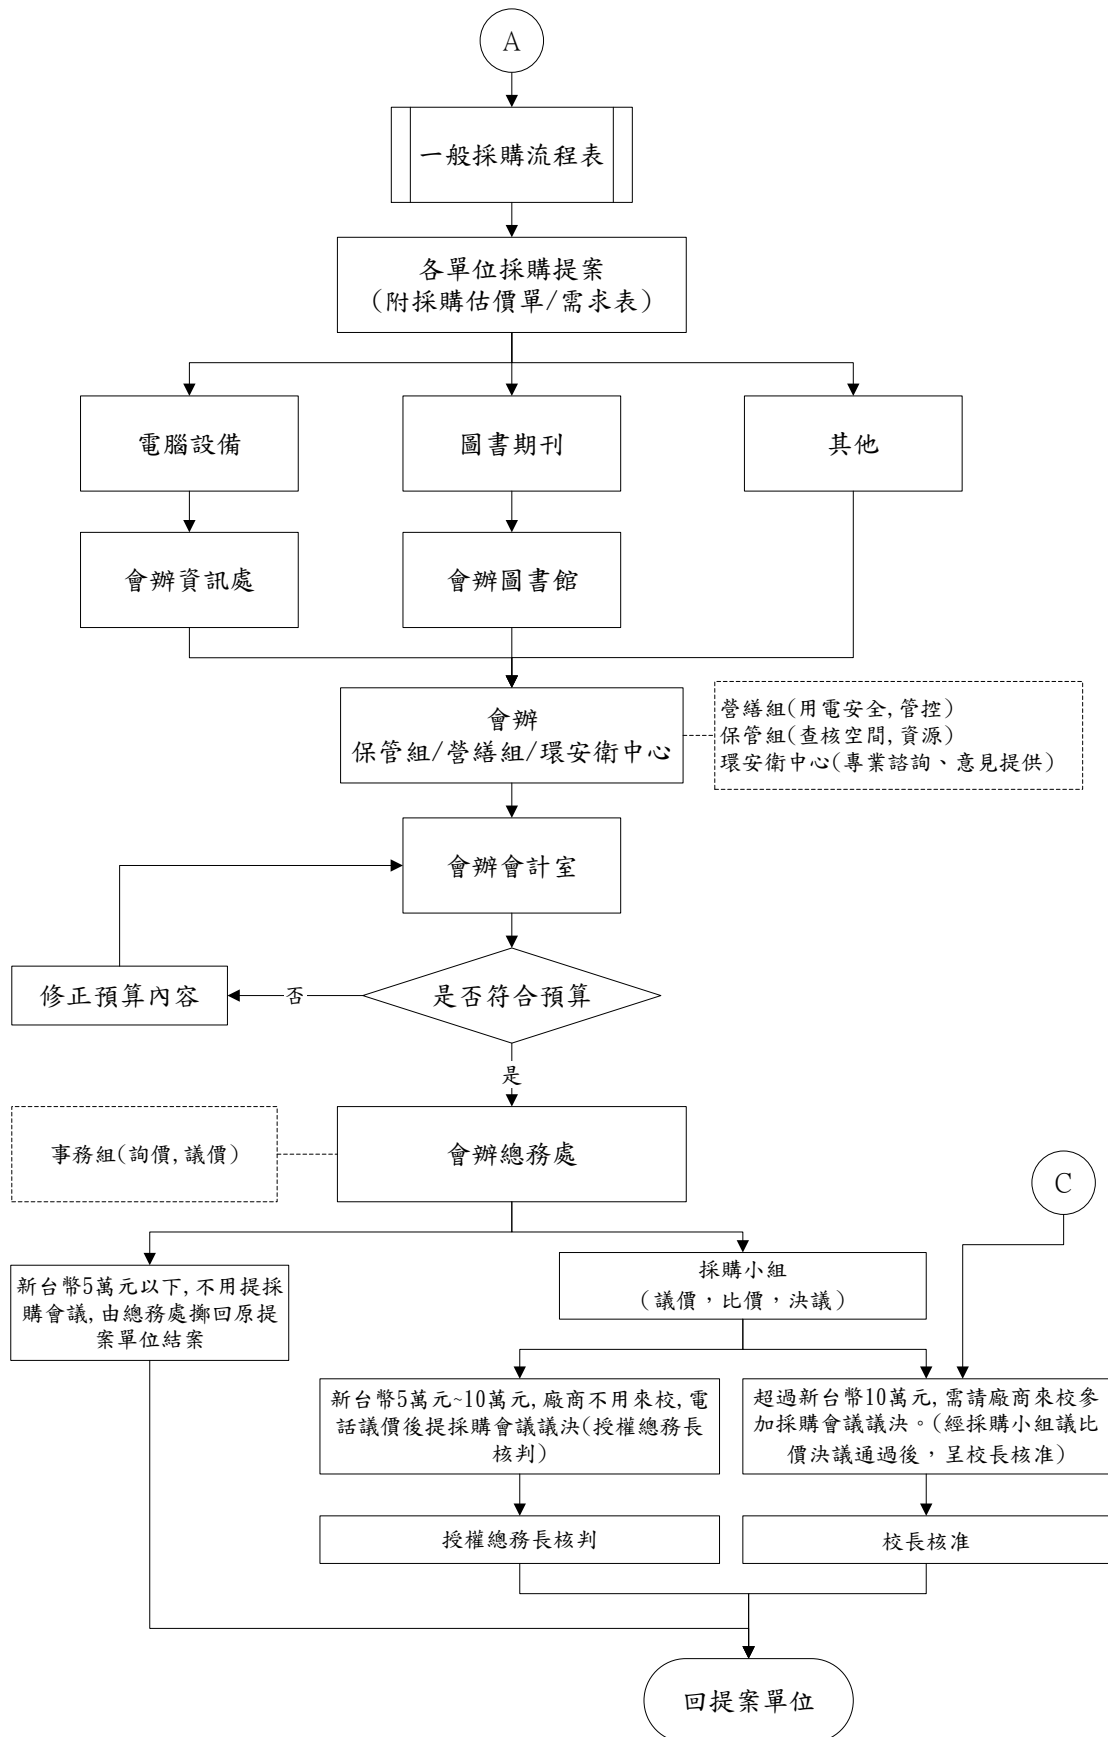 A
一般採購流程表
各單位採購提案
(附採購估價單/需求表)
電腦設備
圖書期刊
其他
會辦資訊處
會辦圖書館
會辦
保管組/營繕組/環安衛中心
營繕組(用電安全,管控)
保管組(查核空間,資源)
環安衛中心(專業諮詢、意見提供)
會辦會計室
修正預算內容
否
是否符合預算
是
事務組(詢價,議價)
會辦總務處
C
新台幣5萬元以下,不用提採
購會議,由總務處擲回原提
案單位結案
採購小組
(議價,比價,決議)
新台幣5萬元~10萬元,廠商不用來校,電
話議價後提採購會議議決(授權總務長
核判)
超過新台幣10萬元,需請廠商來校參
加採購會議議決。(經採購小組議比
價決議通過後,呈校長核准)
授權總務長核判
校長核准
回提案單位